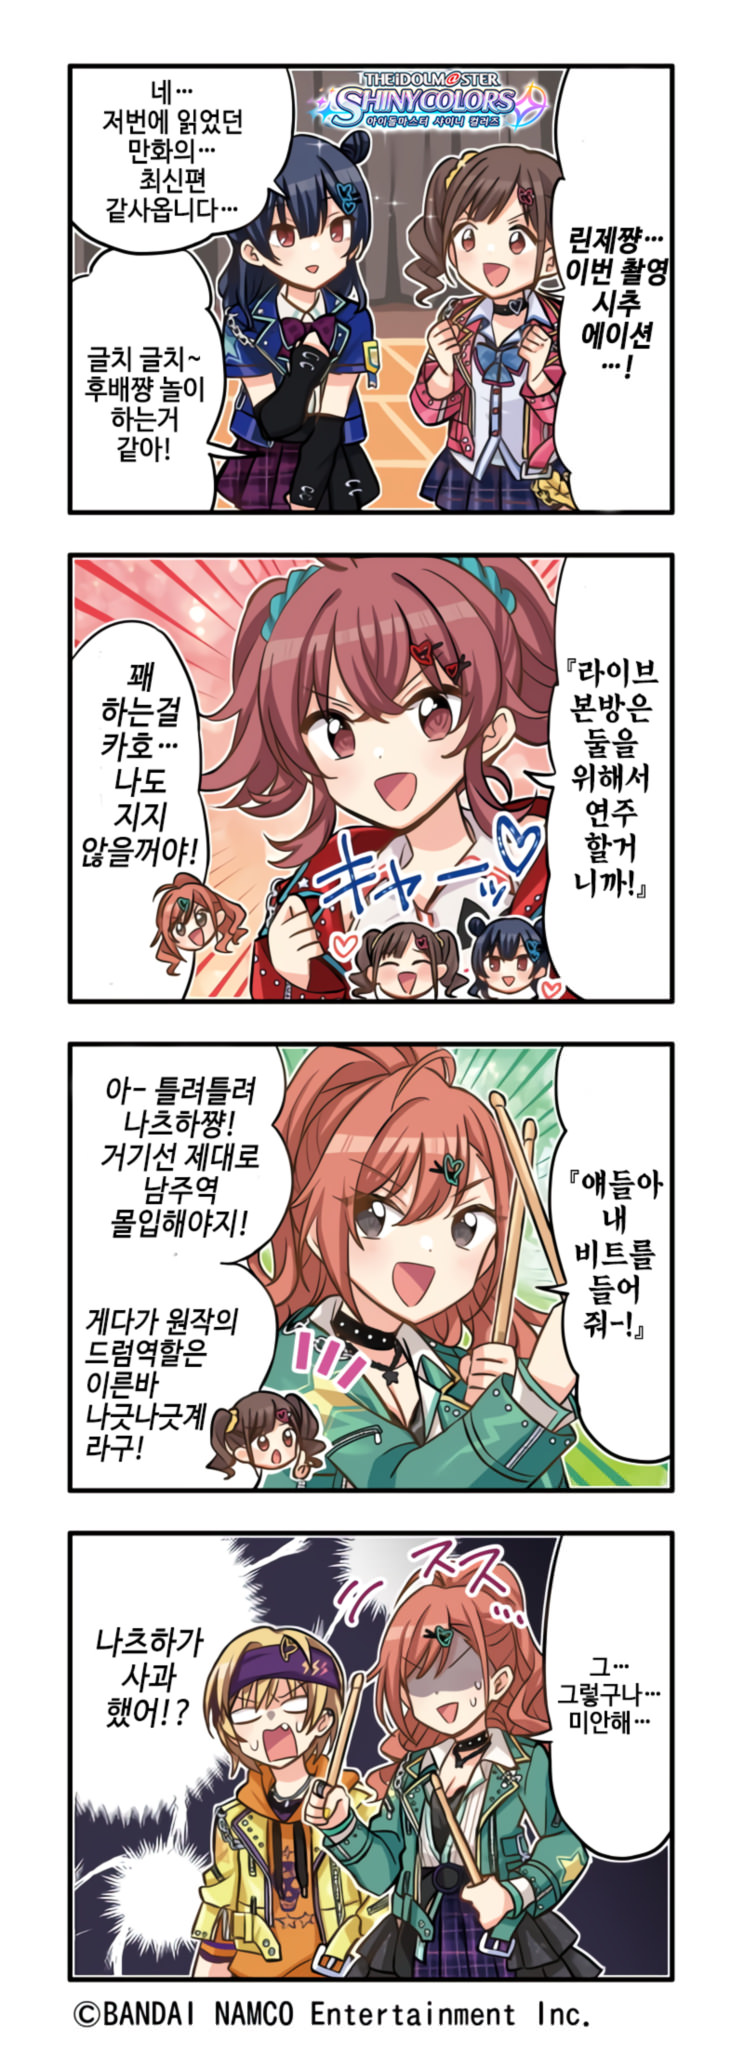 THE iDOLM@STER
SHINYCOLORS
아이돌마스터 샤이니 컬러즈
린제쨩…
이번 촬영
시추
에이션
…!
네…
저번에 읽었던
만화의…
최신편
같사옵니다…
글치 글치~
후배쨩 놀이
하는거
같아!
『라이브
본방은
둘을
위해서
연주
할거
니까!』
꽤
하는걸
카호…
나도
지지
않을꺼야!
キャーッ♡
『얘들아
내
비트를
들어
줘-!』
아- 틀려틀려
나츠하쨩!
거기선 제대로
남주역
몰입해야지!
게다가 원작의
드럼역할은
이른바
나긋나긋계
라구!
그…
그렇구나…
미안해…
スス…
나츠하가
사과
했어!?
©BANDAI NAMCO Entertainment Inc.